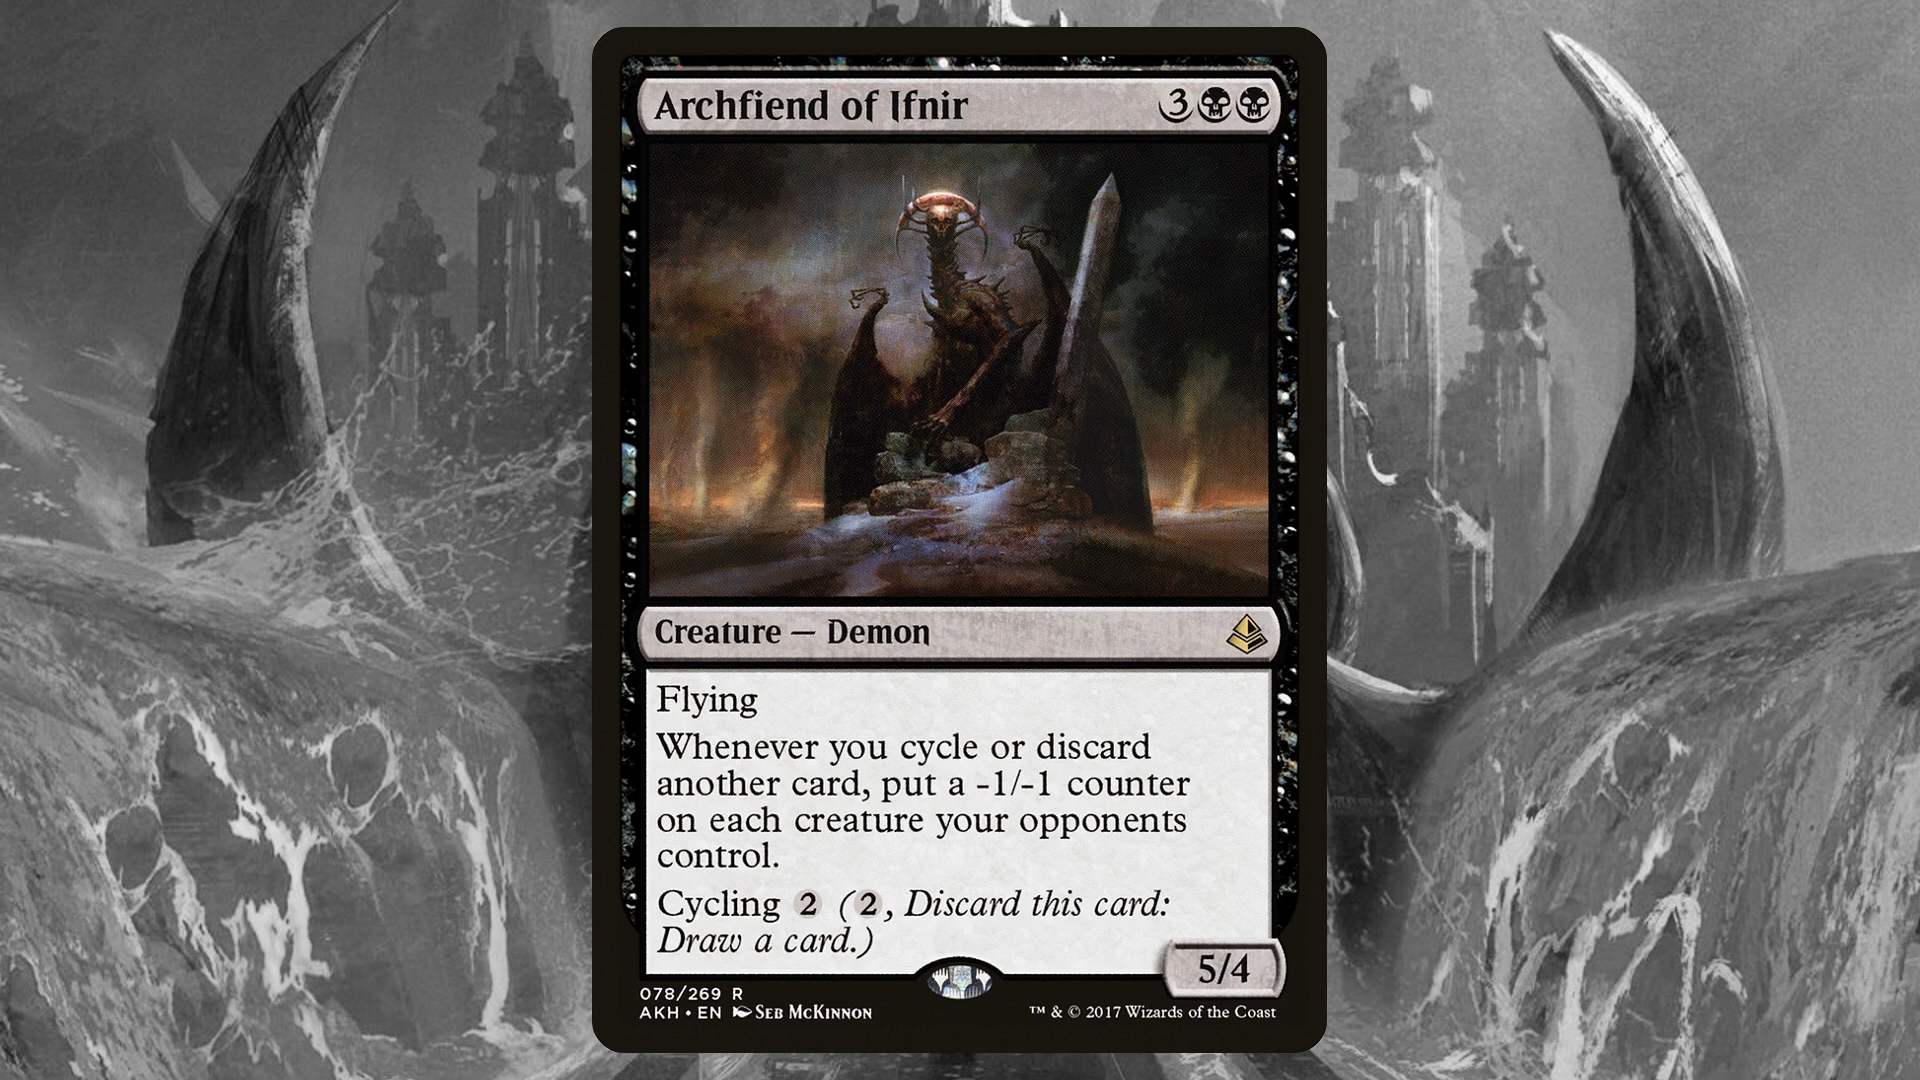 Archfiend of Ifnir 3
Creature — Demon
Flying
Whenever you cycle or discard
another card, put a -1/-1 counter
on each creature your opponents
control.
Cycling 2 (2, Discard this card:
Draw a card.)
5/4
078/269 R
AKH • EN Seb McKinnon
™ & © 2017 Wizards of the Coast